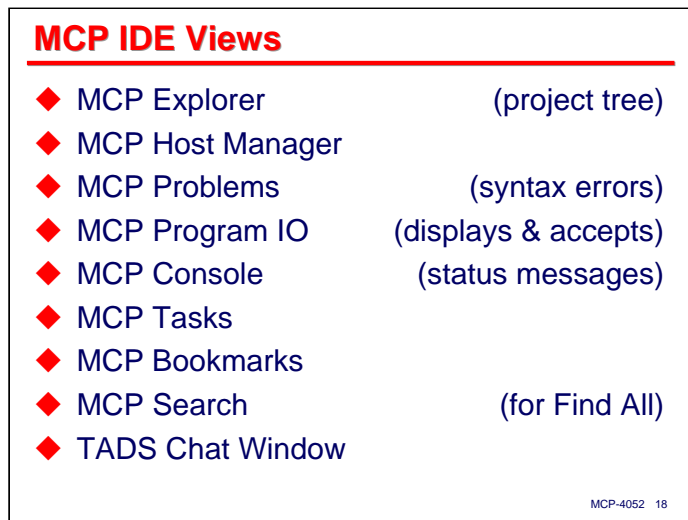 MCP IDE Views
MCP Explorer (project tree)
MCP Host Manager
MCP Problems (syntax errors)
MCP Program IO (displays & accepts)
MCP Console (status messages)
MCP Tasks
MCP Bookmarks
MCP Search (for Find All)
TADS Chat Window
MCP-4052 18